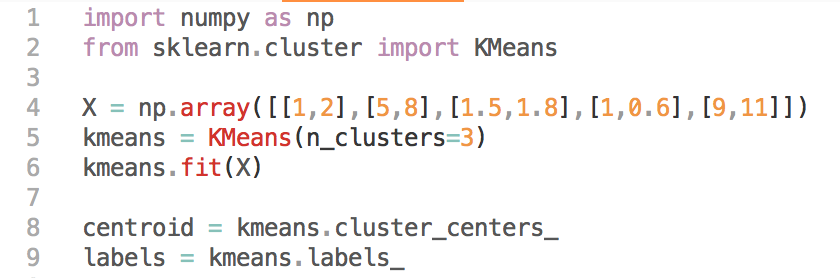 1 import numpy as np
2 from sklearn.cluster import KMeans
3
4 X = np.array([[1,2],[5,8],[1.5,1.8],[1,0.6],[9,11]])
5 kmeans = KMeans(n_clusters=3)
6 kmeans.fit(X)
7
8 centroid = kmeans.cluster_centers_
9 labels = kmeans.labels_